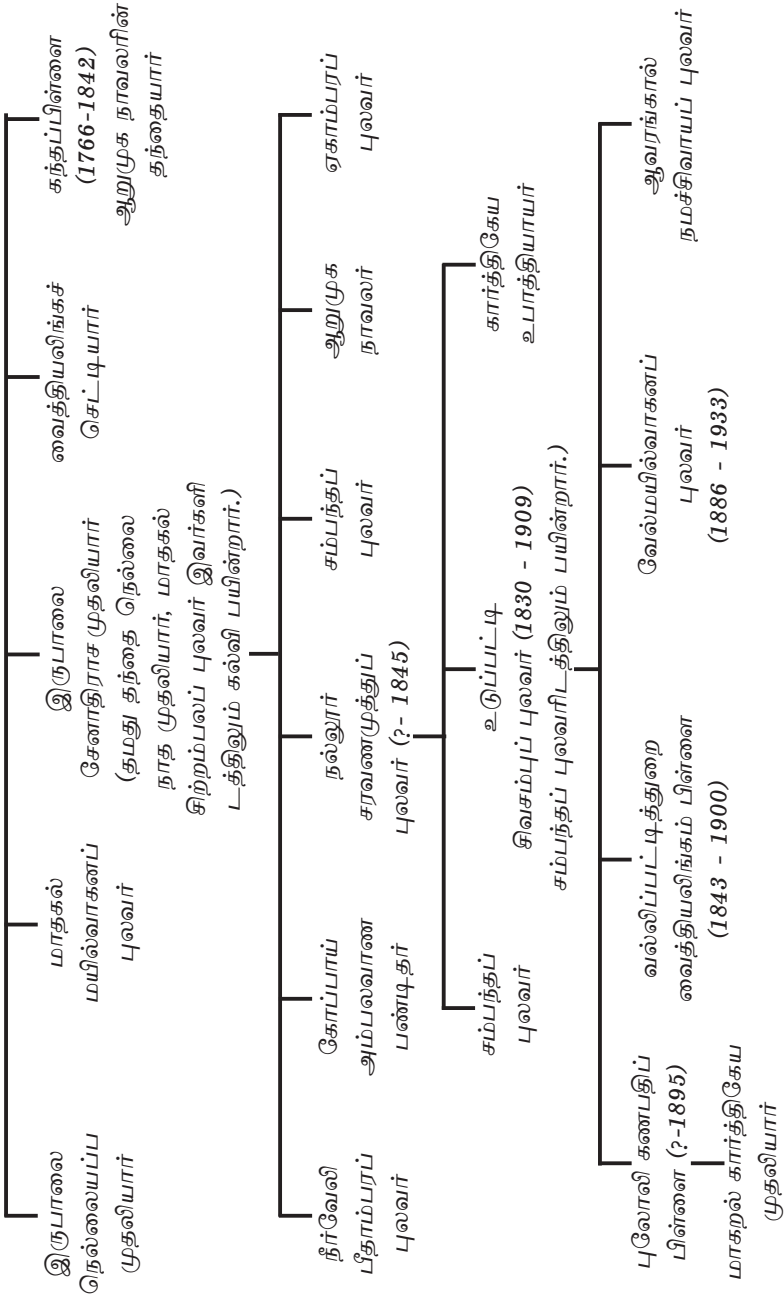 இருபாலை
நெல்லையப்ப
முதலியார்
மாதகல்
மயில்வாகனப்
புலவர்
இருபாலை
சேனாதிராச முதலியார்
(தமது தந்தை நெல்லை
நாத முதலியார், மாதகல்
சிற்றம்பலப் புலவர் இவர்களி
டத்திலும் கல்வி பயின்றார்.)
வைத்தியலிங்கச்
செட்டியார்
கந்தப்பிள்ளை
(1766-1842)
ஆறுமுக நாவலரின்
தந்தையார்
நீர்வேலி
பீதாம்பரப்
புலவர்
கோப்பாய்
அம்பலவாண
பண்டிதர்
நல்லூர்
சரவணமுத்துப்
புலவர் (?- 1845)
சம்பந்தப்
புலவர்
ஆறுமுக
நாவலர்
ஏகாம்பரப்
புலவர்
சம்பந்தப்
புலவர்
உடுப்பட்டி
சிவசம்புப் புலவர் (1830 - 1909)
சம்பந்தப் புலவரிடத்திலும் பயின்றார்.)
கார்த்திகேய
உபாத்தியாயர்
புலோலி கணபதிப்
பிள்ளை (?-1895)
மாகறல் கார்த்திகேய
முதலியார்
வல்லிப்பட்டித்துறை
வைத்தியலிங்கம் பிள்ளை
(1843 - 1900)
வேல்மயில்வாகனப்
புலவர்
(1886 - 1933)
ஆவரங்கால்
நமச்சிவாயப் புலவர்